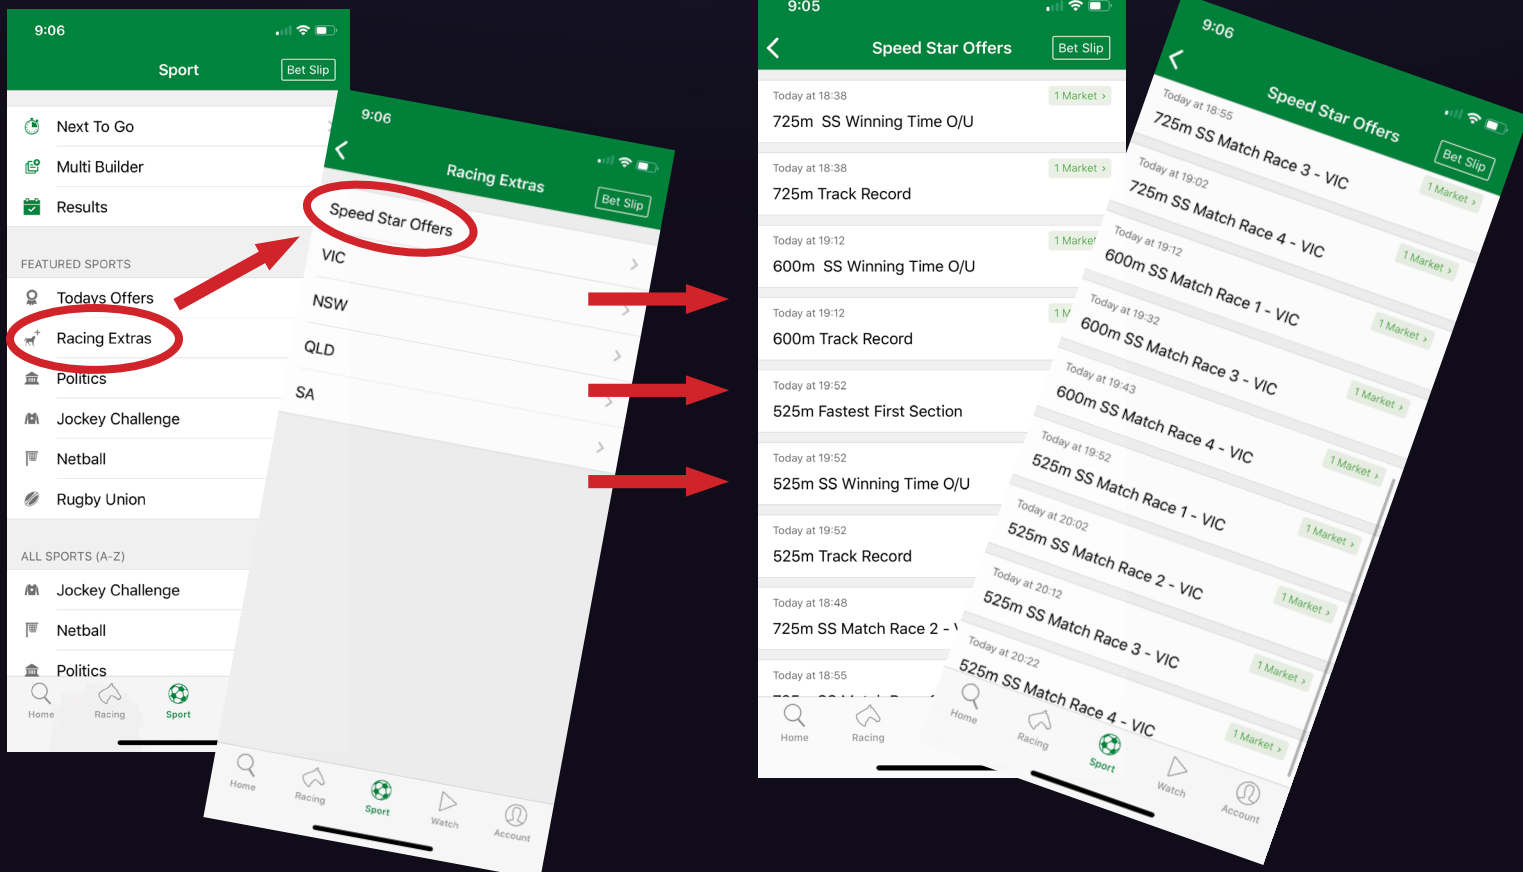 9:06
Sport
Bet Slip
Next To Go
Multi Builder
Results
FEATURED SPORTS
Todays Offers
Racing Extras
Politics
Jockey Challenge
Netball
Rugby Union
ALL SPORTS (A-Z)
Jockey Challenge
Netball
Politics
Home
Racing
Sport
9:06
Racing Extras
Bet Slip
Speed Star Offers
VIC
NSW
QLD
SA
Home
Racing
Sport
Watch
Account
9:05
Speed Star Offers
Bet Slip
Today at 18:38
1 Market >
725m SS Winning Time O/U
Today at 18:38
1 Market >
725m Track Record
Today at 19:12
1 Market
600m SS Winning Time O/U
Today at 19:12
1 M
600m Track Record
Today at 19:52
525m Fastest First Section
Today at 19:52
525m SS Winning Time O/U
Today at 19:52
525m Track Record
Today at 18:48
725m SS Match Race 2 -
Today at 18:55
Home
Racing
9:06
Speed Star Offers
Bet Slip
Today at 18:55
725m SS Match Race 3 - VIC
1 Market >
Today at 19:02
725m SS Match Race 4 - VIC
1 Market >
Today at 19:12
600m SS Match Race 1 - VIC
1 Market >
Today at 19:32
600m SS Match Race 3 - VIC
1 Market >
Today at 19:43
600m SS Match Race 4 - VIC
1 Market >
Today at 19:52
525m SS Match Race 1 - VIC
1 Market >
Today at 20:02
525m SS Match Race 2 - VIC
1 Market >
Today at 20:12
525m SS Match Race 3 - VIC
1 Market >
Today at 20:22
525m SS Match Race 4 - VIC
1 Market >
Home
Racing
Sport
Watch
Account